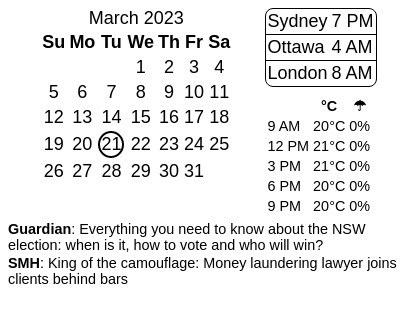 March 2023
Su Mo Tu We Th Fr Sa
1 2 3 4
5 6 7 8 9 10 11
12 13 14 15 16 17 18
19 20 21 22 23 24 25
26 27 28 29 30 31
Sydney 7 PM
Ottawa 4 AM
London 8 AM
°C ☂
9 AM 20°C 0%
12 PM 21°C 0%
3 PM 21°C 0%
6 PM 20°C 0%
9 PM 20°C 0%
Guardian: Everything you need to know about the NSW
election: when is it, how to vote and who will win?
SMH: King of the camouflage: Money laundering lawyer joins
clients behind bars